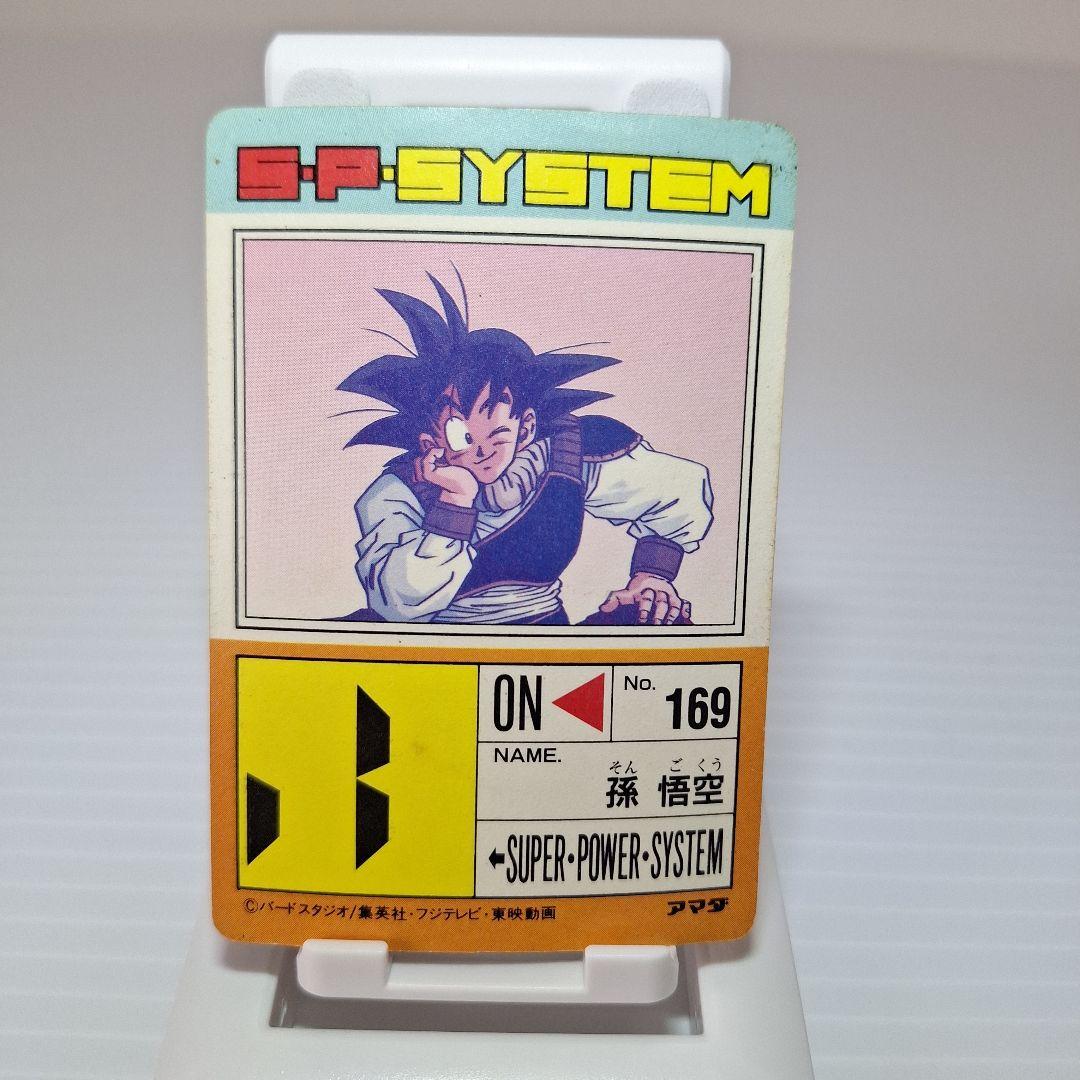 S·P·SYSTEM
ON
No. 169
NAME.
そん ご くう
孫 悟空
←SUPER·POWER·SYSTEM
©バードスタジオ/集英社・フジテレビ・東映動画
アマダ